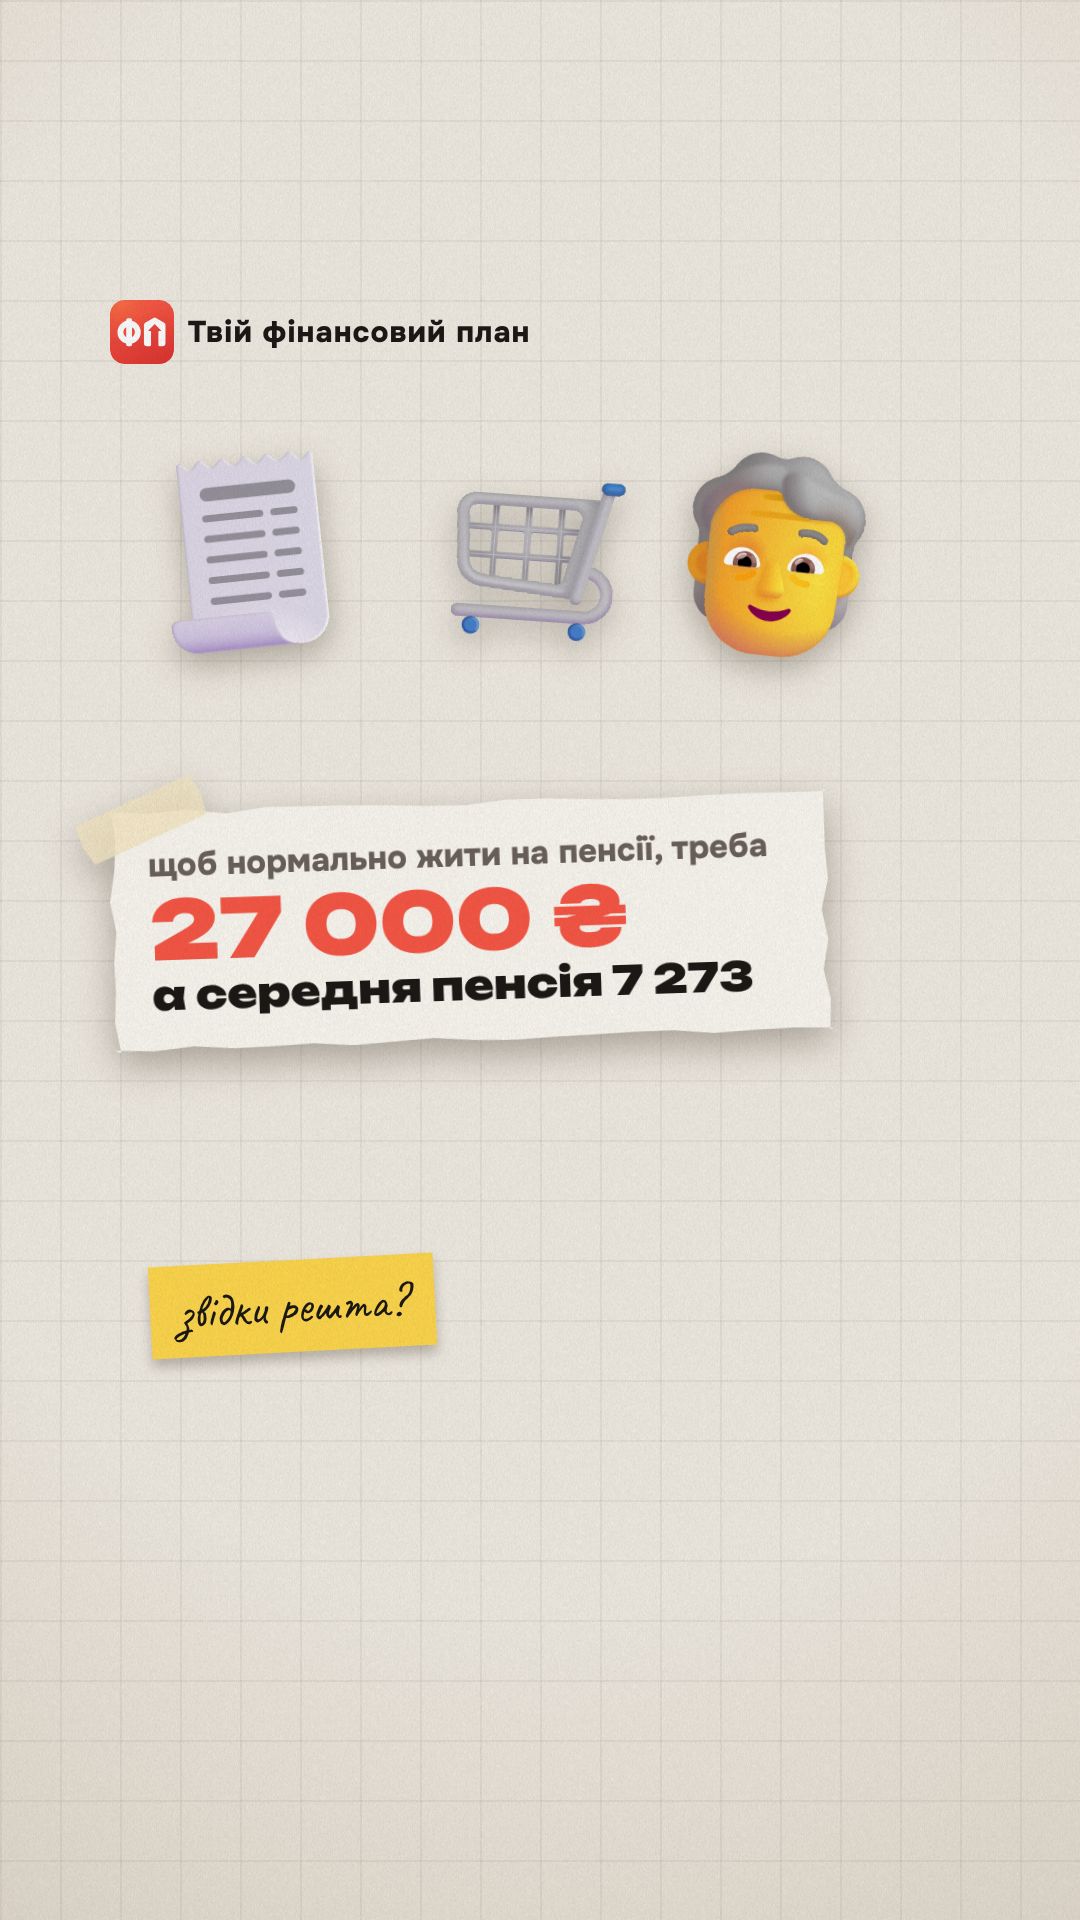 ФП Твій фінансовий план
щоб нормально жити на пенсії, треба
27 000 ₴
а середня пенсія 7 273
звідки решта?